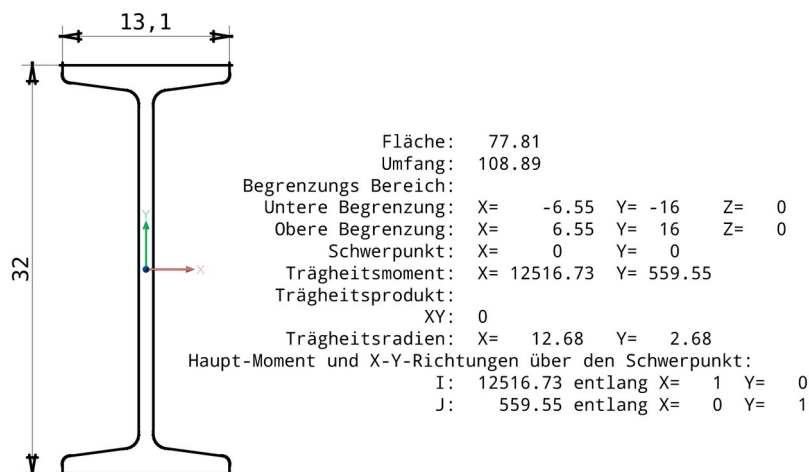 13,1
32
Y
X
Fläche: 77.81
Umfang: 108.89
Begrenzungs Bereich:
Untere Begrenzung: X= -6.55 Y= -16 Z= 0
Obere Begrenzung: X= 6.55 Y= 16 Z= 0
Schwerpunkt: X= 0 Y= 0
Trägheitsmoment: X= 12516.73 Y= 559.55
Trägheitsprodukt:
XY: 0
Trägheitsradien: X= 12.68 Y= 2.68
Haupt-Moment und X-Y-Richtungen über den Schwerpunkt:
I: 12516.73 entlang X= 1 Y= 0
J: 559.55 entlang X= 0 Y= 1